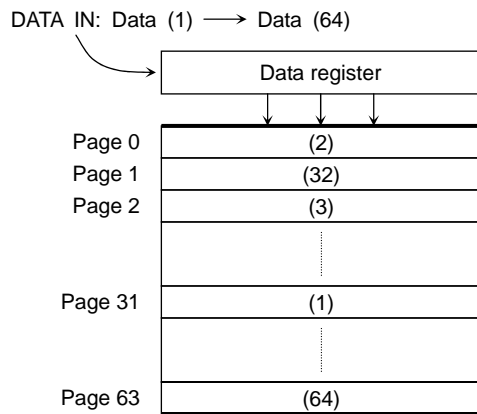 DATA IN: Data (1) ⟶ Data (64)
Data register
Page 0 (2)
Page 1 (32)
Page 2 (3)
Page 31 (1)
Page 63 (64)